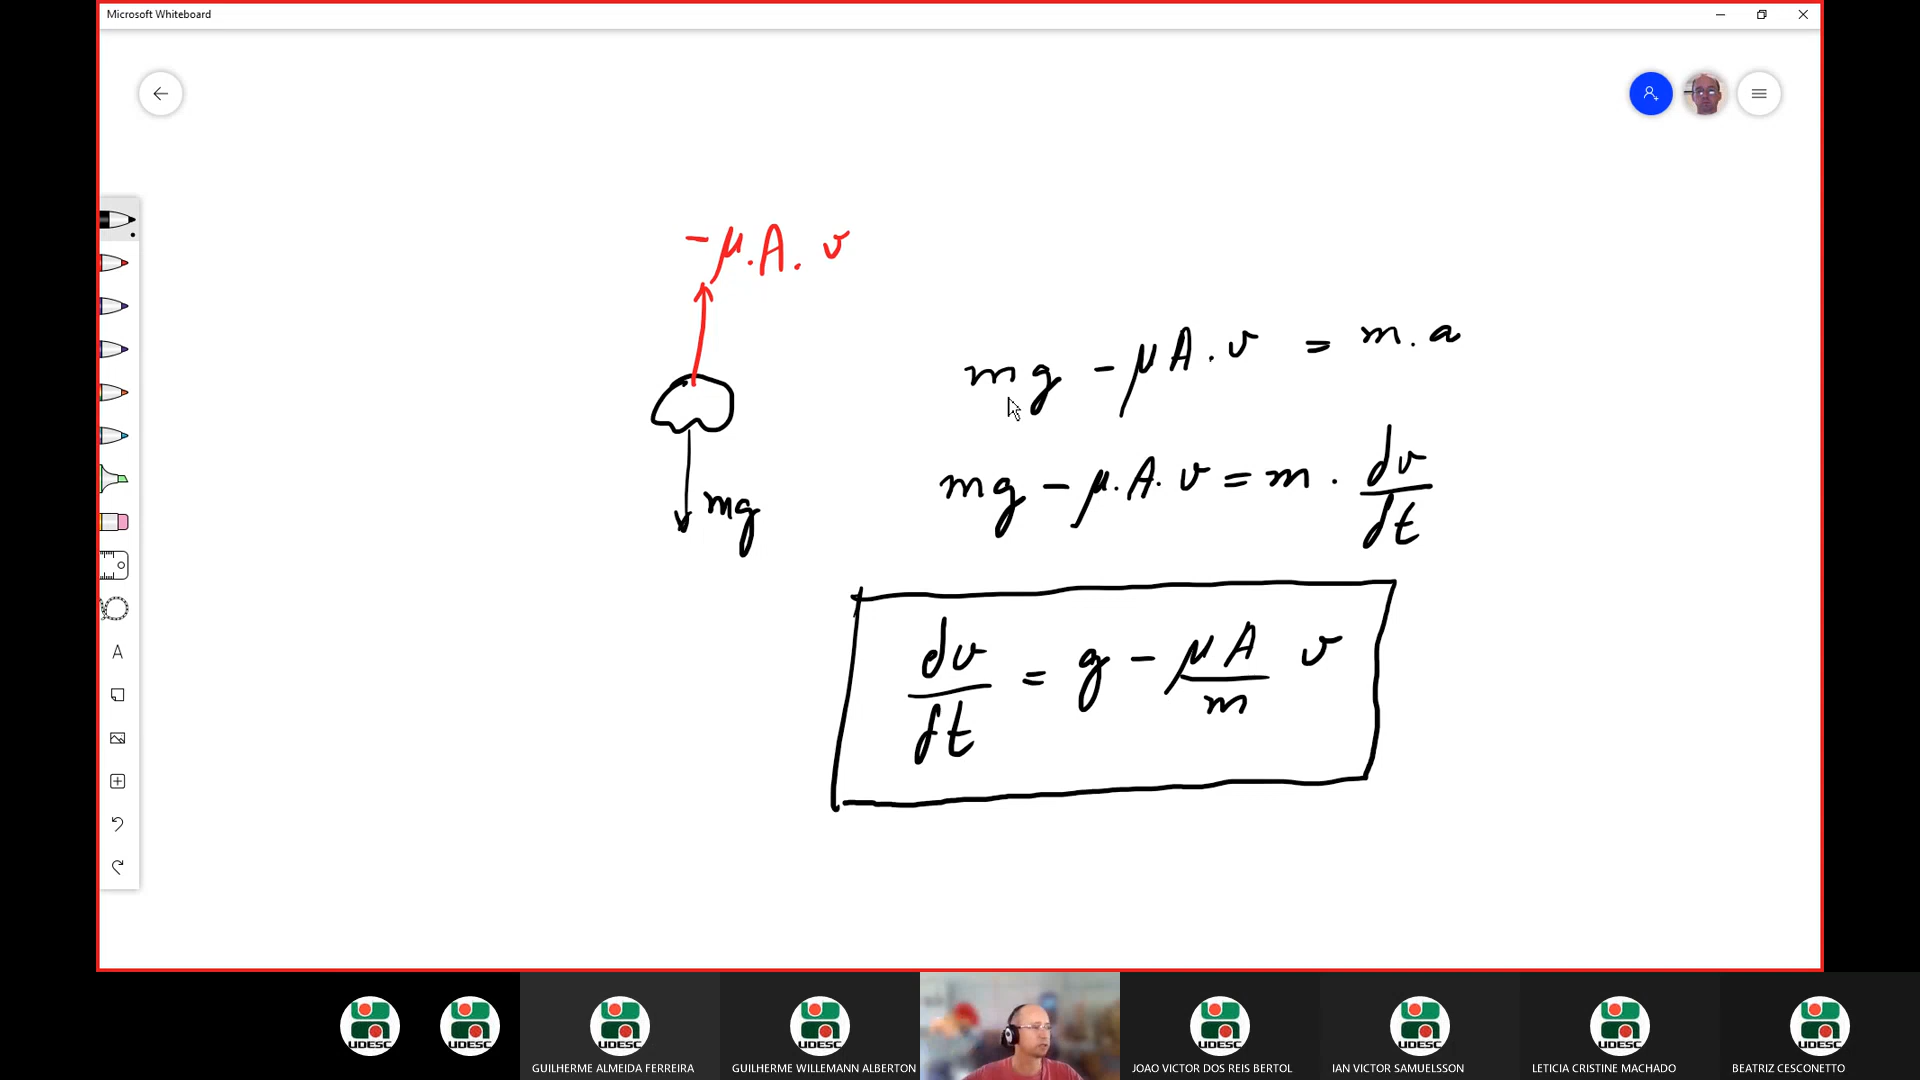 Microsoft Whiteboard
-μ.A. v
mg - μA.v = m.a
mg - μ.A. v = m . dv/dt
mg
dv/dt = g - μA/m v
A
UDESC
UDESC
UDESC
UDESC
UDESC
UDESC
UDESC
UDESC
GUILHERME ALMEIDA FERREIRA
GUILHERME WILLEMANN ALBERTON
JOAO VICTOR DOS REIS BERTOL
IAN VICTOR SAMUELSSON
LETICIA CRISTINE MACHADO
BEATRIZ CESCONETTO